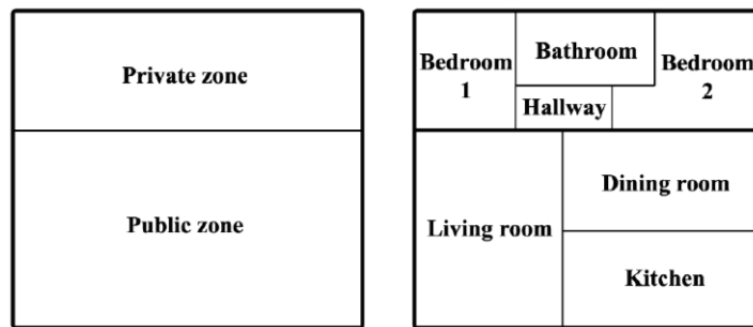 Private zone
Public zone
Bedroom
1
Bathroom
Hallway
Bedroom
2
Living room
Dining room
Kitchen